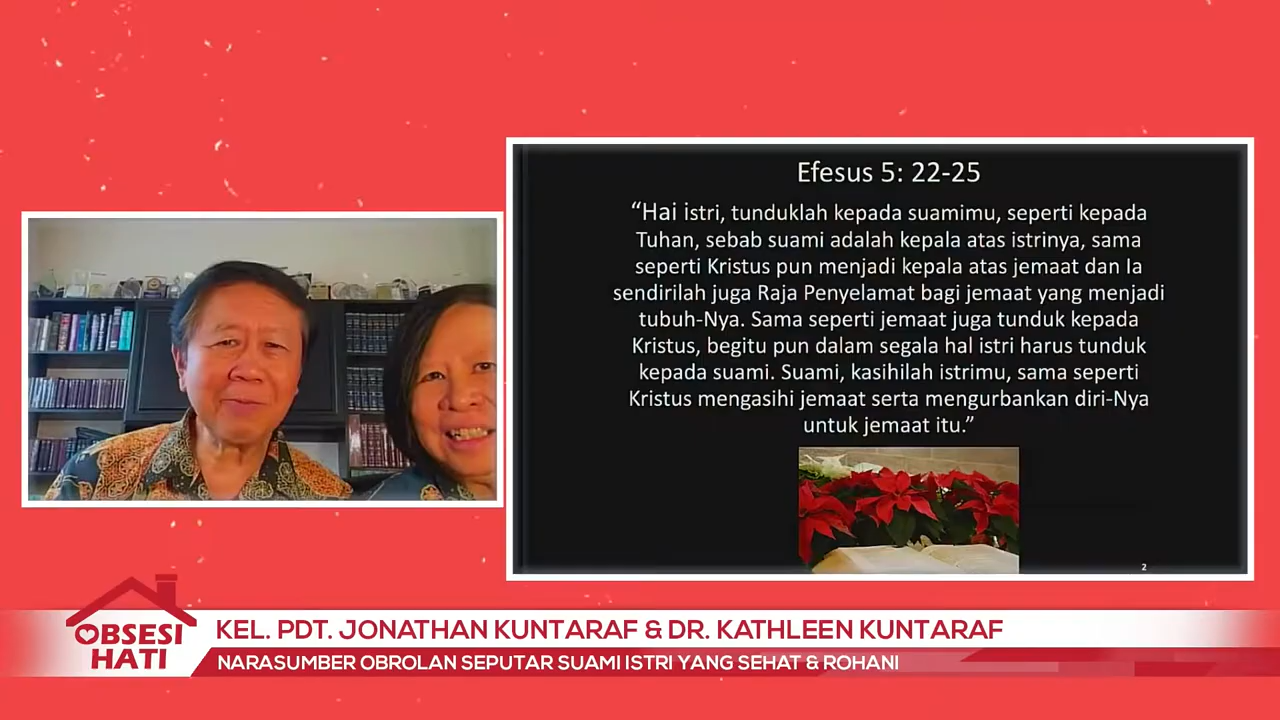 Efesus 5: 22-25
“Hai istri, tunduklah kepada suamimu, seperti kepada
Tuhan, sebab suami adalah kepala atas istrinya, sama
seperti Kristus pun menjadi kepala atas jemaat dan Ia
sendirilah juga Raja Penyelamat bagi jemaat yang menjadi
tubuh-Nya. Sama seperti jemaat juga tunduk kepada
Kristus, begitu pun dalam segala hal istri harus tunduk
kepada suami. Suami, kasihilah istrimu, sama seperti
Kristus mengasihi jemaat serta mengurbankan diri-Nya
untuk jemaat itu.”
2
OBSESI
HATI
KEL. PDT. JONATHAN KUNTARAF & DR. KATHLEEN KUNTARAF
NARASUMBER OBROLAN SEPUTAR SUAMI ISTRI YANG SEHAT & ROHANI